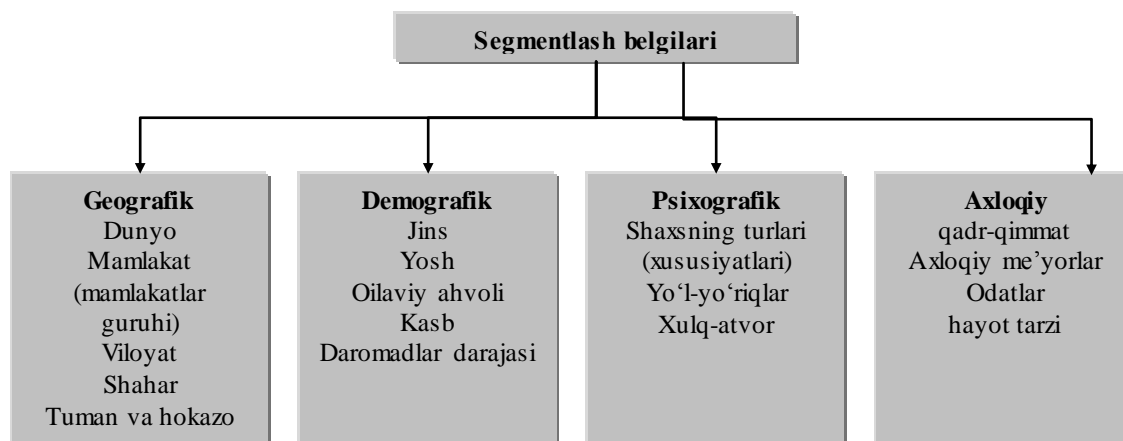 Segmentlash belgilari
Geografik
Dunyo
Mamlakat
(mamlakatlar
guruhi)
Viloyat
Shahar
Tuman va hokazo
Demografik
Jins
Yosh
Oilaviy ahvoli
Kasb
Daromadlar darajasi
Psixografik
Shaxsning turlari
(xususiyatlari)
Yo‘l-yo‘riqlar
Xulq-atvor
Axloqiy
qadr-qimmat
Axloqiy me’yorlar
Odatlar
hayot tarzi